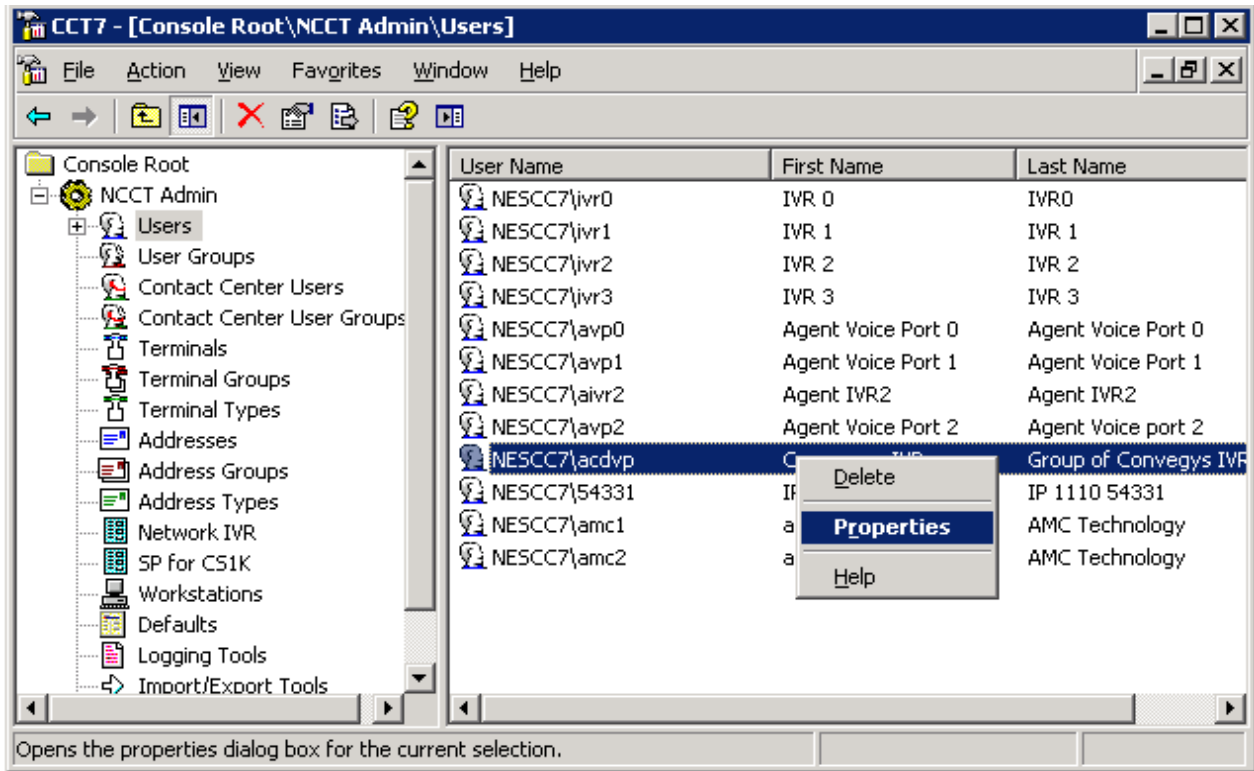 CCT7 - [Console Root\NCCT Admin\Users]
File Action View Favorites Window Help
Console Root
NCCT Admin
Users
User Groups
Contact Center Users
Contact Center User Groups
Terminals
Terminal Groups
Terminal Types
Addresses
Address Groups
Address Types
Network IVR
SP for CS1K
Workstations
Defaults
Logging Tools
Import/Export Tools
User Name First Name Last Name
NESCC7\ivr0 IVR 0 IVR0
NESCC7\ivr1 IVR 1 IVR 1
NESCC7\ivr2 IVR 2 IVR 2
NESCC7\ivr3 IVR 3 IVR 3
NESCC7\avp0 Agent Voice Port 0 Agent Voice Port 0
NESCC7\avp1 Agent Voice Port 1 Agent Voice Port 1
NESCC7\aivr2 Agent IVR2 Agent IVR2
NESCC7\avp2 Agent Voice Port 2 Agent Voice port 2
NESCC7\acdvp Group of Convegys IVR
NESCC7\54331 IP 1110 54331
NESCC7\amc1 a AMC Technology
NESCC7\amc2 a AMC Technology
Delete
Properties
Help
Opens the properties dialog box for the current selection.